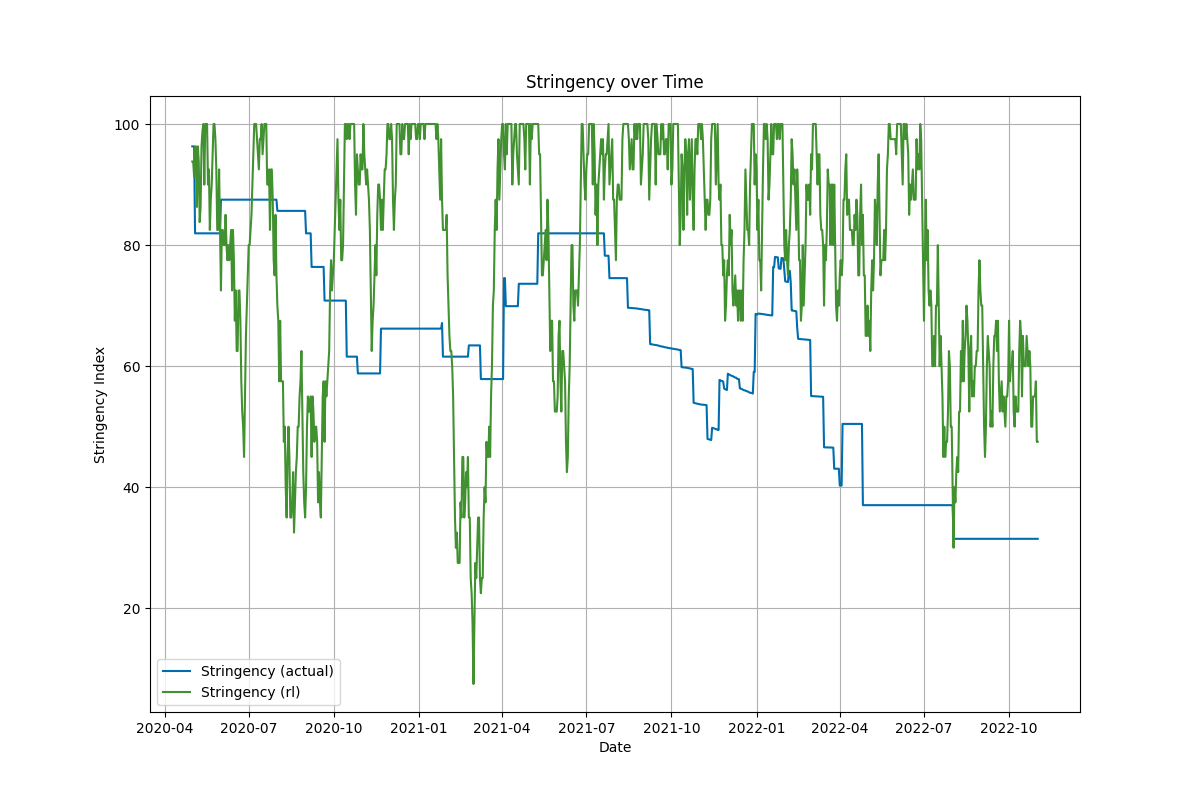 Stringency over Time
Stringency Index
100
80
60
40
20
Stringency (actual)
Stringency (rl)
2020-04 2020-07 2020-10 2021-01 2021-04 2021-07 2021-10 2022-01 2022-04 2022-07 2022-10
Date